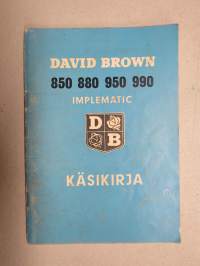 DAVID BROWN
850 880 950 990
IMPLEMATIC
D B
KÄSIKIRJA